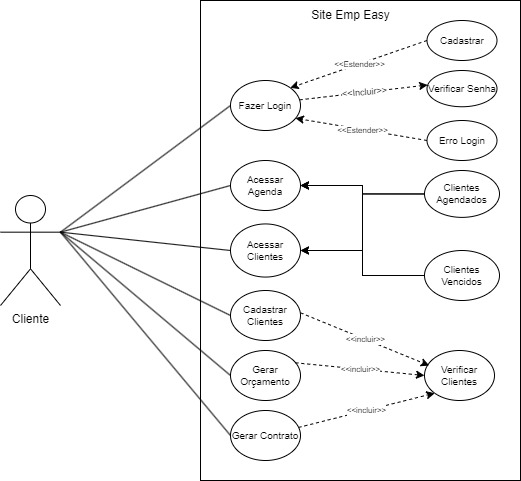 Site Emp Easy
Cadastrar
<<Estender>>
Fazer Login
<<Incluir>>
Verificar Senha
<<Estender>>
Erro Login
Acessar
Agenda
Clientes
Agendados
Acessar
Clientes
Clientes
Vencidos
Cliente
Cadastrar
Clientes
<<incluir>>
Gerar
Orçamento
<<incluir>>
Verificar
Clientes
<<incluir>>
Gerar Contrato